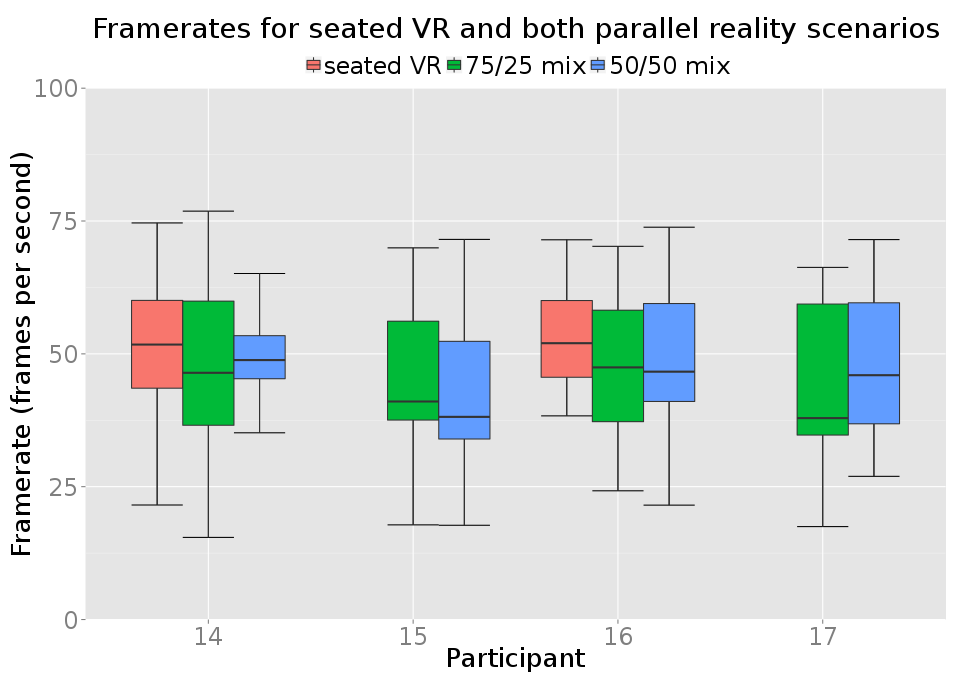 Framerates for seated VR and both parallel reality scenarios
seated VR 75/25 mix 50/50 mix
Framerate (frames per second)
100
75
50
25
0
14 15 16 17
Participant